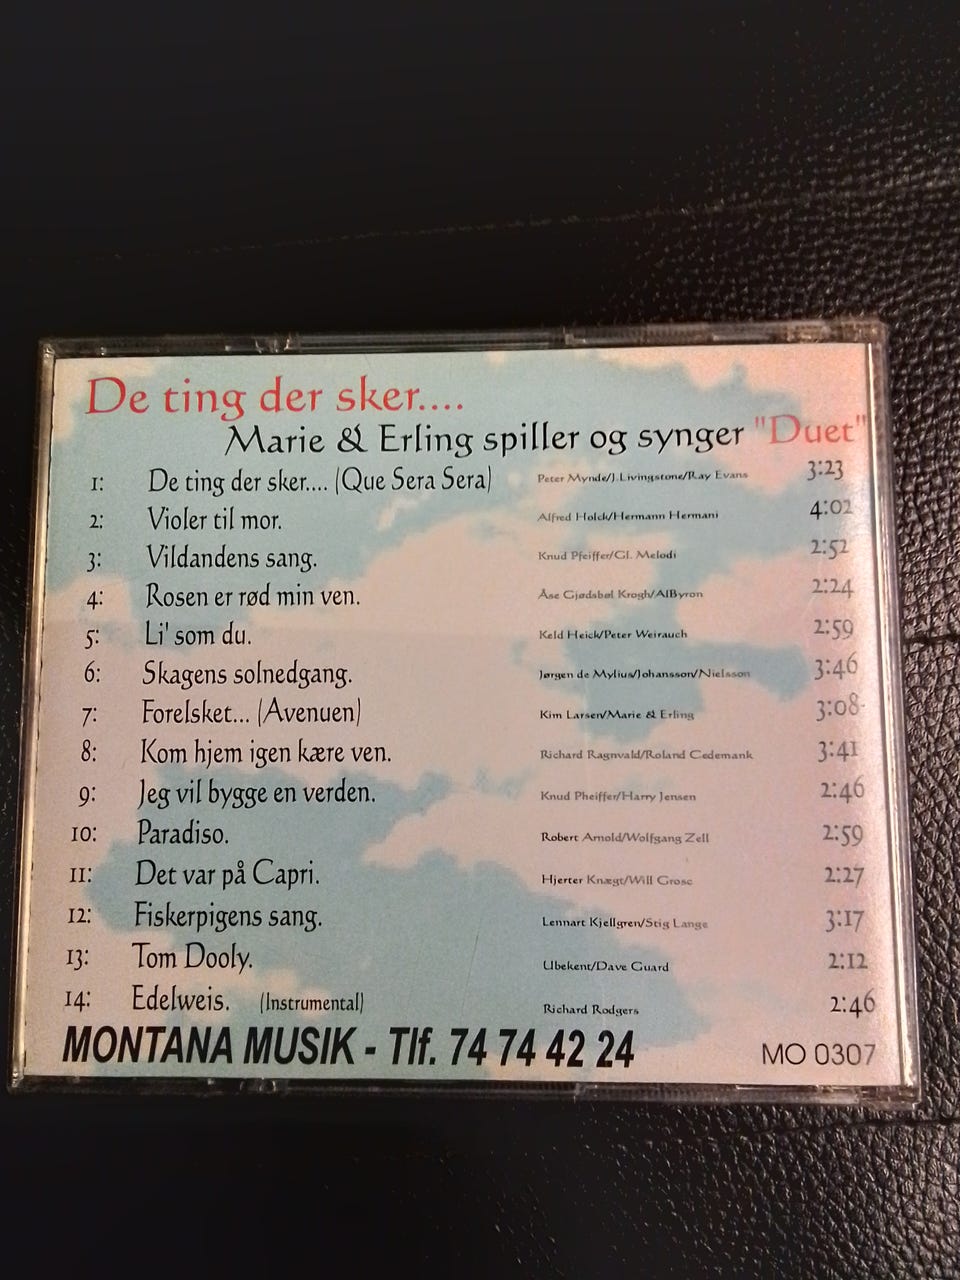 De ting der sker....
Marie & Erling spiller og synger "Duet"
1: De ting der sker.... (Que Sera Sera) Peter Mynde/J.Livingstone/Ray Evans 3:23
2: Violer til mor. Alfred Holck/Hermann Hermani 4:02
3: Vildandens sang. Knud Pfeiffer/Gl. Melodi 2:52
4: Rosen er rød min ven. Åse Gjødsbøl Krogh/AlByron 2:24
5: Li' som du. Keld Heick/Peter Weirauch 2:59
6: Skagens solnedgang. Jørgen de Mylius/Johansson/Nielsson 3:46
7: Forelsket... (Avenuen) Kim Larsen/Marie & Erling 3:08
8: Kom hjem igen kære ven. Richard Ragnvald/Roland Cedemank 3:41
9: Jeg vil bygge en verden. Knud Pheiffer/Harry Jensen 2:46
10: Paradiso. Robert Arnold/Wolfgang Zell 2:59
11: Det var på Capri. Hjerter Knægt/Will Grosc 2:27
12: Fiskerpigens sang. Lennart Kjellgren/Stig Lange 3:17
13: Tom Dooly. Ubekent/Dave Guard 2:12
14: Edelweis. (Instrumental) Richard Rodgers 2:46
MONTANA MUSIK - Tlf. 74 74 42 24 MO 0307